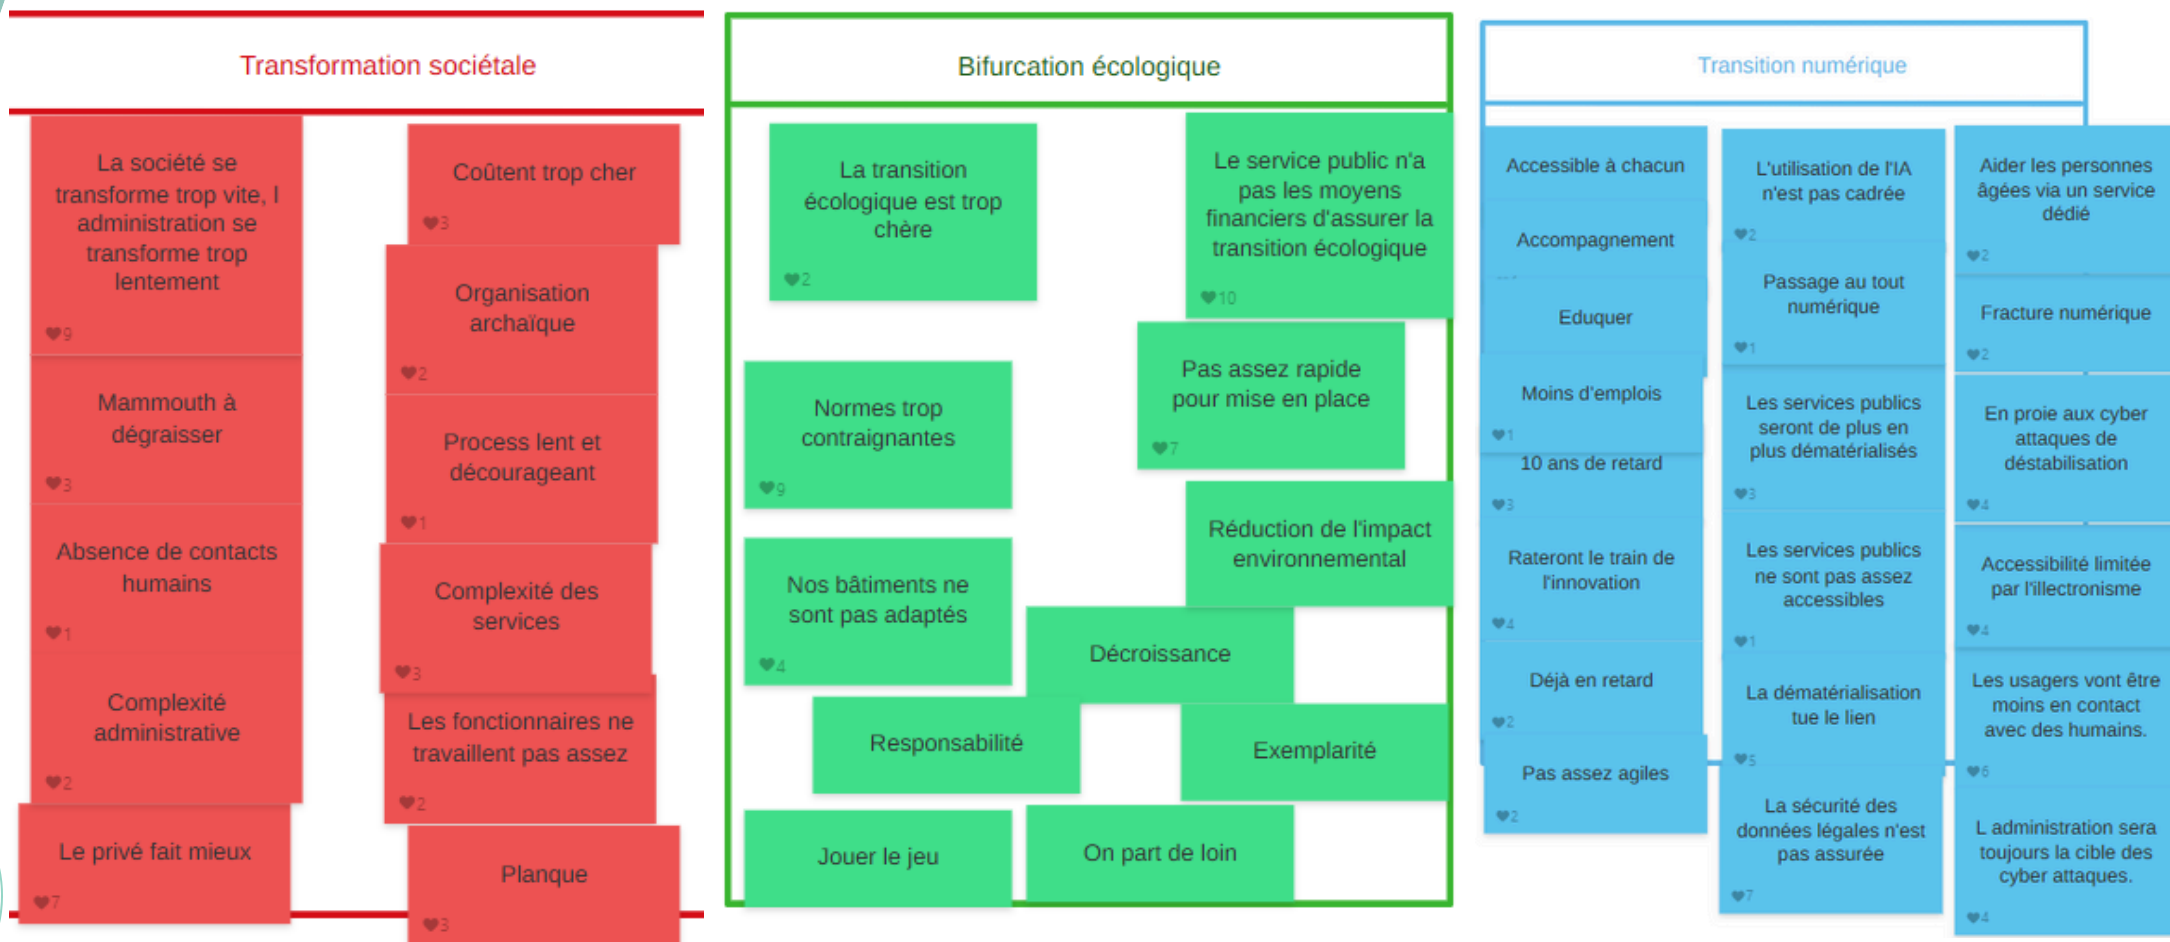 Transformation sociétale
La société se
transforme trop vite, l
administration se
transforme trop
lentement
9
Mammouth à
dégraisser
3
Absence de contacts
humains
1
Complexité
administrative
2
Le privé fait mieux
7
Coûtent trop cher
3
Organisation
archaïque
2
Process lent et
décourageant
1
Complexité des
services
3
Les fonctionnaires ne
travaillent pas assez
2
Planque
3
Bifurcation écologique
La transition
écologique est trop
chère
2
Le service public n'a
pas les moyens
financiers d'assurer la
transition écologique
10
Pas assez rapide
pour mise en place
7
Normes trop
contraignantes
9
Réduction de l'impact
environnemental
Nos bâtiments ne
sont pas adaptés
4
Décroissance
Responsabilité
Exemplarité
Jouer le jeu
On part de loin
Transition numérique
Accessible à chacun
Accompagnement
Eduquer
Moins d'emplois
1
10 ans de retard
3
Rateront le train de
l'innovation
4
Déjà en retard
2
Pas assez agiles
2
L'utilisation de l'IA
n'est pas cadrée
2
Passage au tout
numérique
1
Les services publics
seront de plus en
plus dématérialisés
3
Les services publics
ne sont pas assez
accessibles
1
La dématérialisation
tue le lien
5
La sécurité des
données légales n'est
pas assurée
7
Aider les personnes
âgées via un service
dédié
2
Fracture numérique
2
En proie aux cyber
attaques de
déstabilisation
4
Accessibilité limitée
par l'illectronisme
4
Les usagers vont être
moins en contact
avec des humains.
6
L administration sera
toujours la cible des
cyber attaques.
4